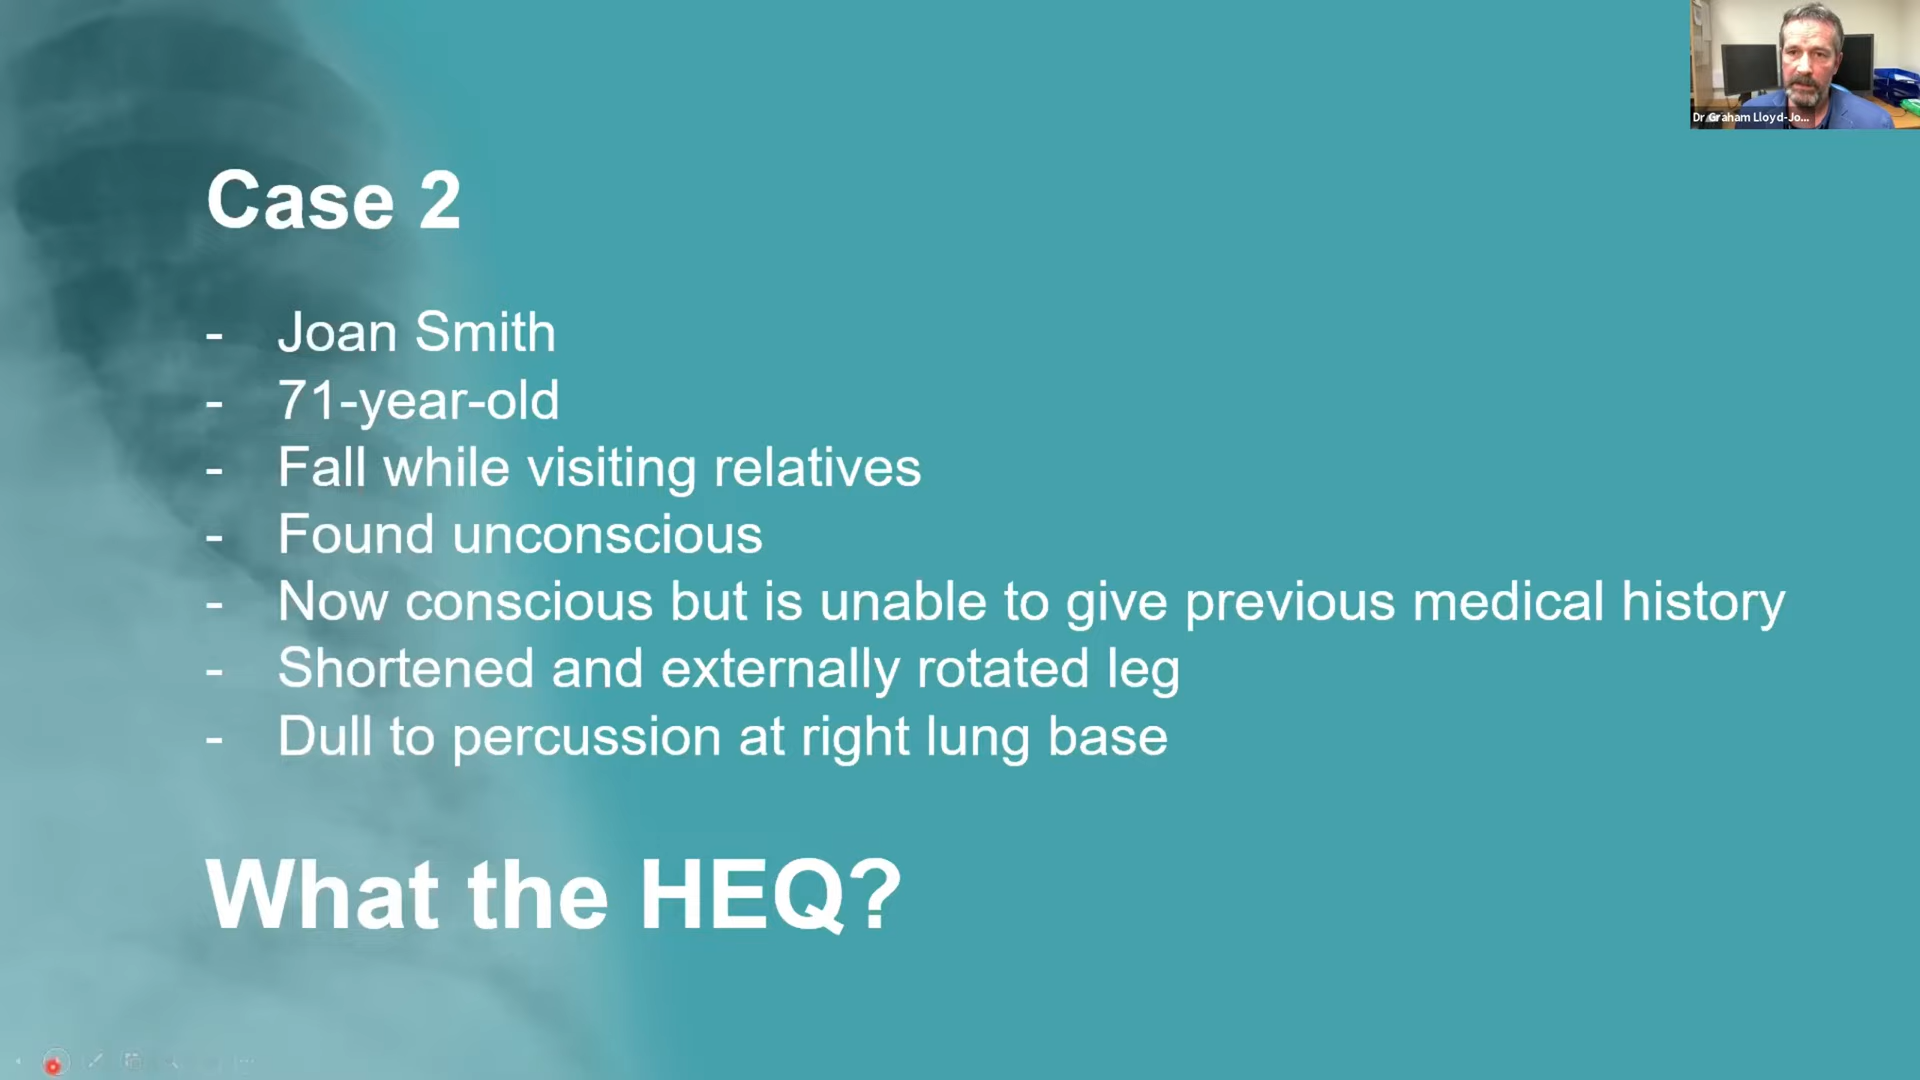 Dr Graham Lloyd-Jo...
Case 2
- Joan Smith
- 71-year-old
- Fall while visiting relatives
- Found unconscious
- Now conscious but is unable to give previous medical history
- Shortened and externally rotated leg
- Dull to percussion at right lung base
What the HEQ?